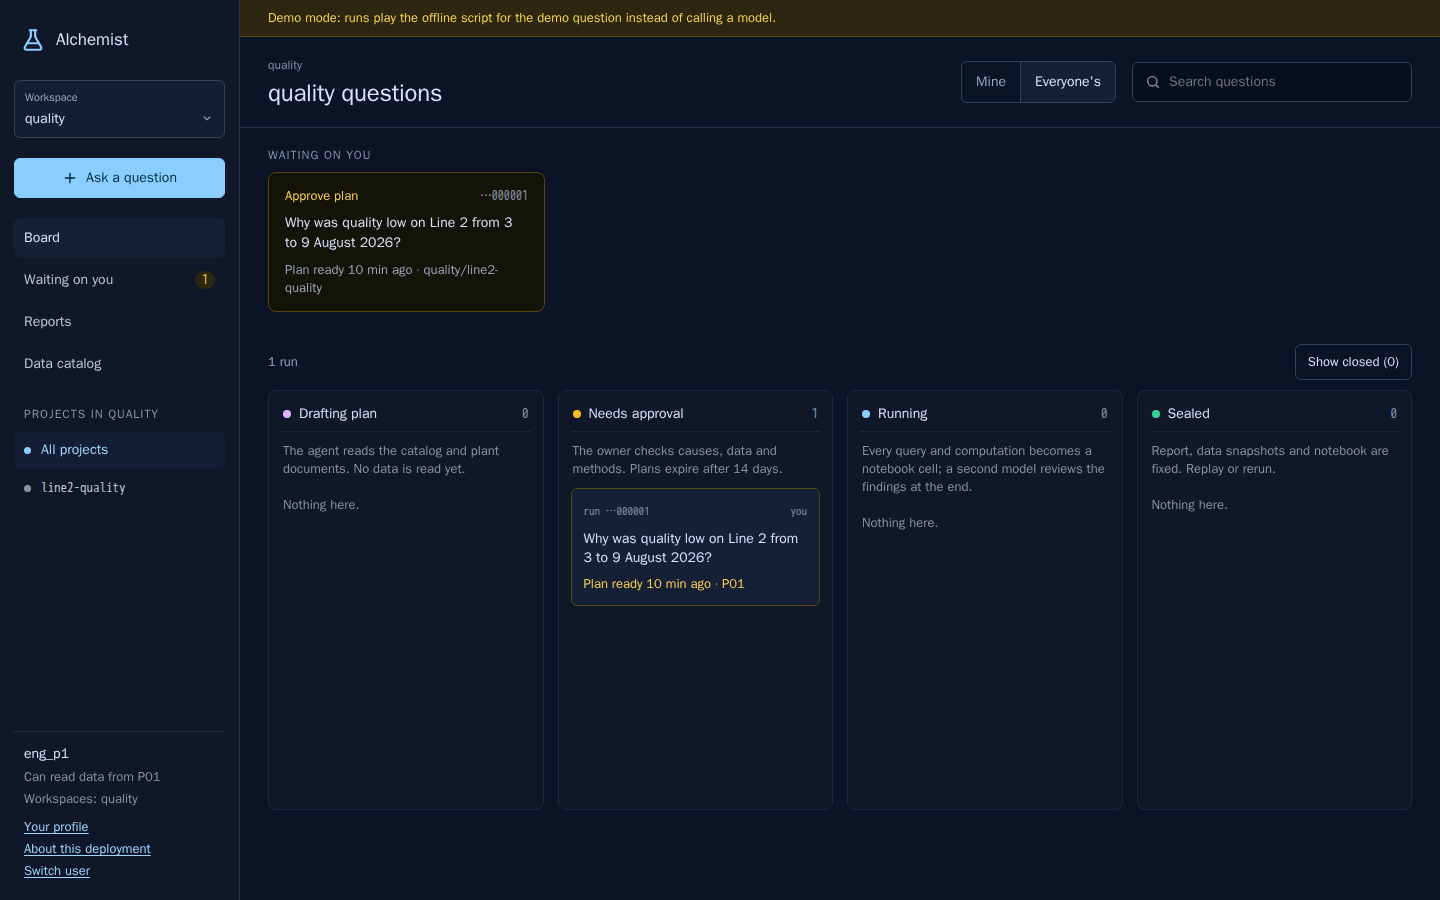 Alchemist
Workspace
quality
Ask a question
Board
Waiting on you 1
Reports
Data catalog
PROJECTS IN QUALITY
All projects
line2-quality
eng_p1
Can read data from P01
Workspaces: quality
Your profile
About this deployment
Switch user
Demo mode: runs play the offline script for the demo question instead of calling a model.
quality
quality questions
Mine
Everyone's
Search questions
WAITING ON YOU
Approve plan ···000001
Why was quality low on Line 2 from 3
to 9 August 2026?
Plan ready 10 min ago · quality/line2-
quality
1 run
Show closed (0)
Drafting plan 0
The agent reads the catalog and plant
documents. No data is read yet.
Nothing here.
Needs approval 1
The owner checks causes, data and
methods. Plans expire after 14 days.
run ···000001 you
Why was quality low on Line 2 from
3 to 9 August 2026?
Plan ready 10 min ago · P01
Running 0
Every query and computation becomes a
notebook cell; a second model reviews the
findings at the end.
Nothing here.
Sealed 0
Report, data snapshots and notebook are
fixed. Replay or rerun.
Nothing here.